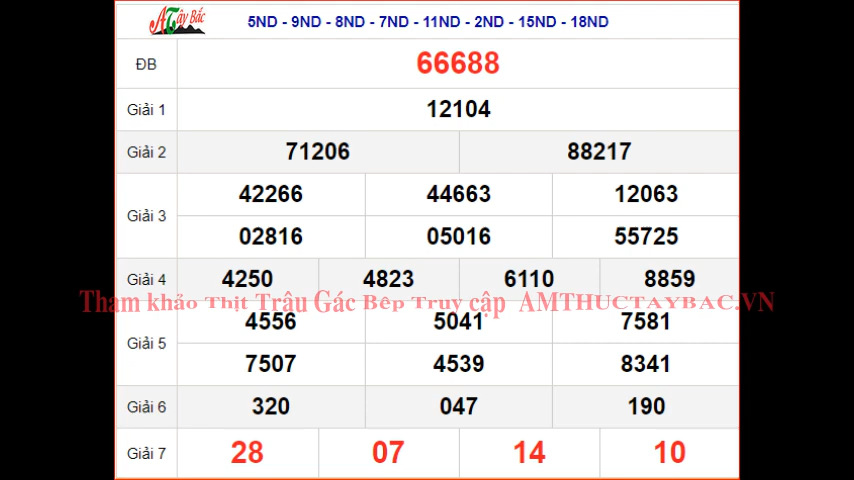 ATây Bắc 5ND - 9ND - 8ND - 7ND - 11ND - 2ND - 15ND - 18ND
ĐB 66688
Giải 1 12104
Giải 2 71206 88217
Giải 3 42266 44663 12063
02816 05016 55725
Giải 4 4250 4823 6110 8859
Tham khảo Thịt Trâu Gác Bếp Truy cập AMTHUCTAYBAC.VN
Giải 5 4556 5041 7581
7507 4539 8341
Giải 6 320 047 190
Giải 7 28 07 14 10